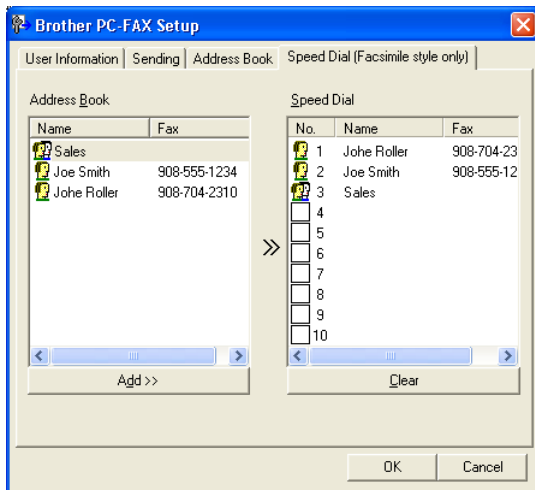 Brother PC-FAX Setup
User Information Sending Address Book Speed Dial (Facsimile style only)
Address Book Speed Dial
Name Fax No. Name Fax
Sales 1 Johe Roller 908-704-23
Joe Smith 908-555-1234 2 Joe Smith 908-555-12
Johe Roller 908-704-2310 3 Sales
4
5
6
7
8
9
10
Add >> Clear
OK Cancel